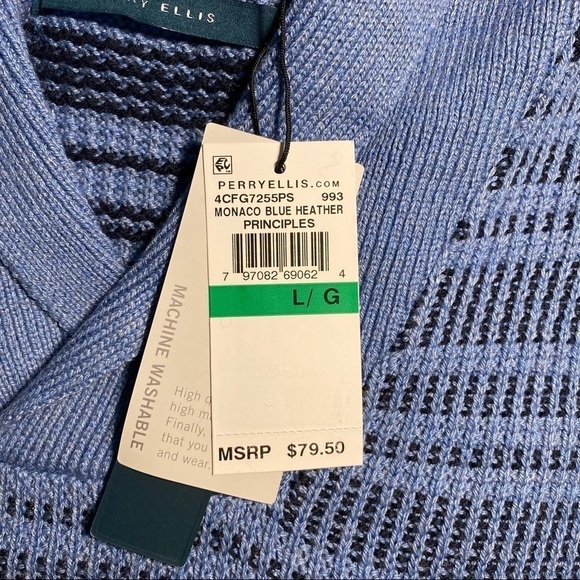 RRY ELLIS
PERRYELLIS.COM
4CFG7255PS 993
MONACO BLUE HEATHER
PRINCIPLES
7 97082 69062 4
L/ G
MSRP $79.50
MACHINE WASHABLE
High
high
Finally,
that you
and wear